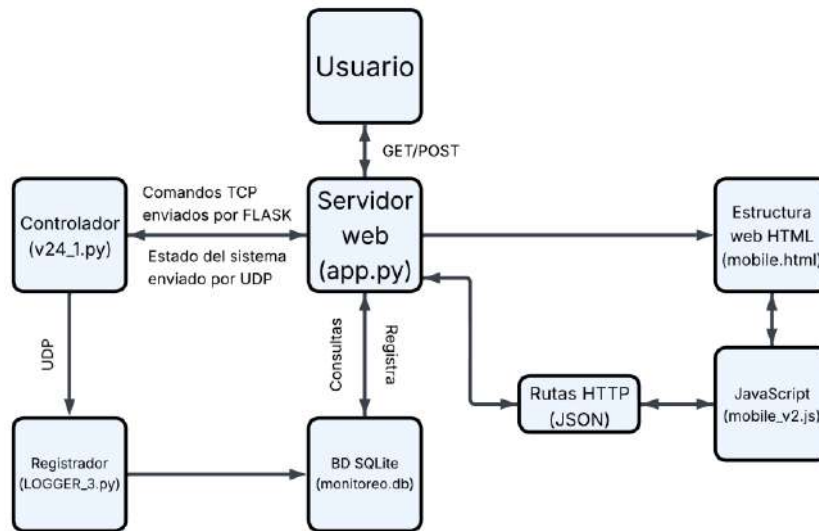 Usuario
GET/POST
Controlador
(v24_1.py)
Comandos TCP
enviados por FLASK
Estado del sistema
enviado por UDP
Servidor
web
(app.py)
Estructura
web HTML
(mobile.html)
UDP
Consultas
Registra
Rutas HTTP
(JSON)
JavaScript
(mobile_v2.js)
Registrador
(LOGGER_3.py)
BD SQLite
(monitoreo.db)